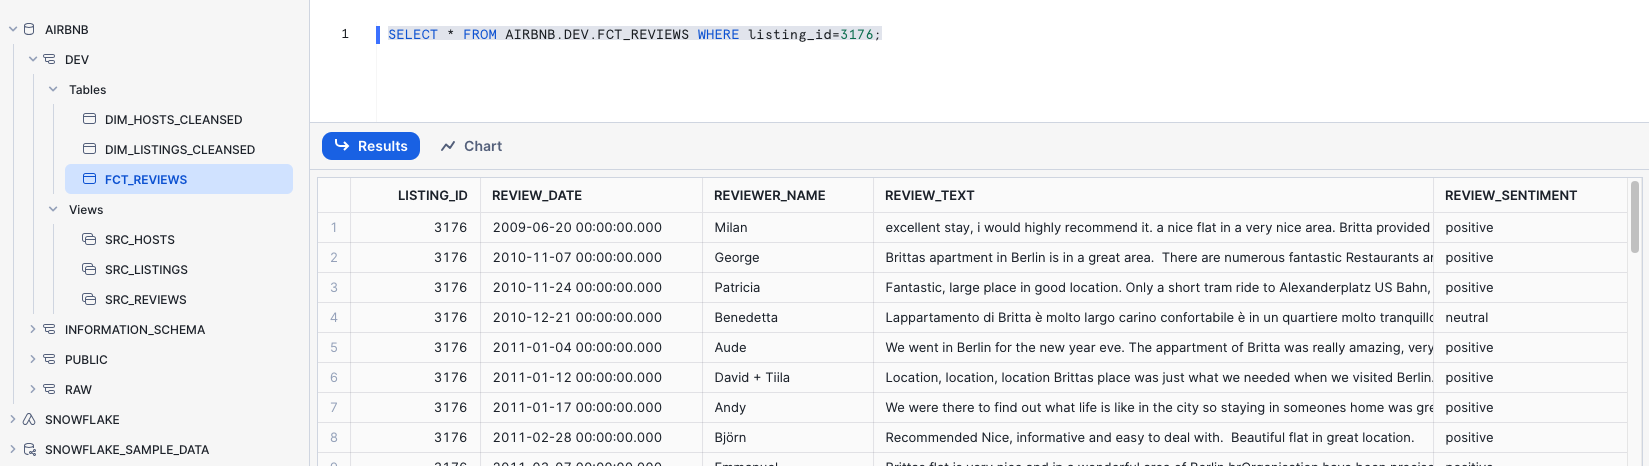 AIRBNB
DEV
Tables
DIM_HOSTS_CLEANSED
DIM_LISTINGS_CLEANSED
FCT_REVIEWS
Views
SRC_HOSTS
SRC_LISTINGS
SRC_REVIEWS
INFORMATION_SCHEMA
PUBLIC
RAW
SNOWFLAKE
SNOWFLAKE_SAMPLE_DATA
1 SELECT * FROM AIRBNB.DEV.FCT_REVIEWS WHERE listing_id=3176;
Results Chart
LISTING_ID REVIEW_DATE REVIEWER_NAME REVIEW_TEXT REVIEW_SENTIMENT
1 3176 2009-06-20 00:00:00.000 Milan excellent stay, i would highly recommend it. a nice flat in a very nice area. Britta provided positive
2 3176 2010-11-07 00:00:00.000 George Brittas apartment in Berlin is in a great area.  There are numerous fantastic Restaurants positive
3 3176 2010-11-24 00:00:00.000 Patricia Fantastic, large place in good location. Only a short tram ride to Alexanderplatz US Bahn, positive
4 3176 2010-12-21 00:00:00.000 Benedetta Lappartamento di Britta è molto largo carino confortabile è in un quartiere molto tranquillo neutral
5 3176 2011-01-04 00:00:00.000 Aude We went in Berlin for the new year eve. The appartment of Britta was really amazing, very positive
6 3176 2011-01-12 00:00:00.000 David + Tiila Location, location, location Brittas place was just what we needed when we visited Berlin. positive
7 3176 2011-01-17 00:00:00.000 Andy We were there to find out what life is like in the city so staying in someones home was positive
8 3176 2011-02-28 00:00:00.000 Björn Recommended Nice, informative and easy to deal with.  Beautiful flat in great location. positive